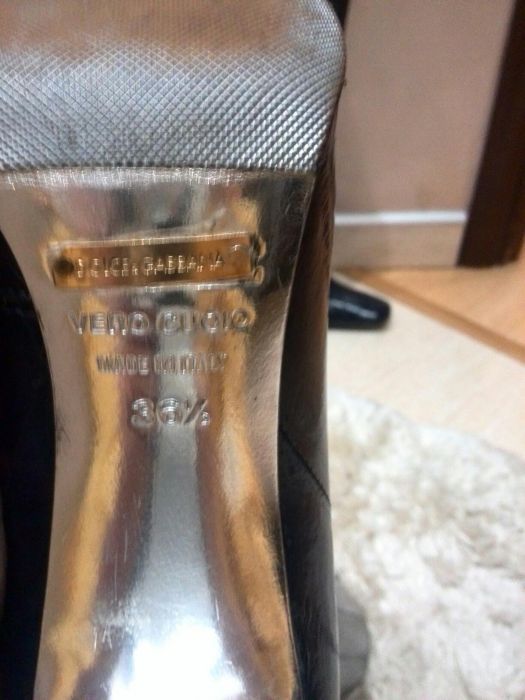 DOLCE & GABBANA
VERO CUOIO
MADE IN ITALY
36½